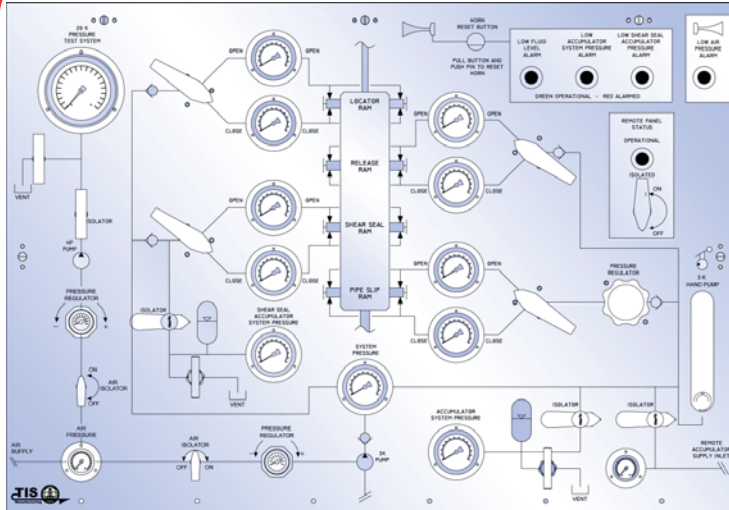 20 K
PRESSURE
TEST SYSTEM
VENT
ISOLATOR
HP
PUMP
PRESSURE
REGULATOR
- +
ON
AIR
ISOLATOR
OFF
AIR
SUPPLY
AIR
PRESSURE
TIS
Manufacturing
OPEN OPEN
CLOSE CLOSE
OPEN OPEN
CLOSE CLOSE
ISOLATOR
SHEAR SEAL
ACCUMULATOR
SYSTEM PRESSURE
VENT
AIR
ISOLATOR
OFF ON
PRESSURE
REGULATOR
- +
SYSTEM
PRESSURE
3K
PUMP
LOCATOR
RAM
RELEASE
RAM
SHEAR SEAL
RAM
PIPE SLIP
RAM
OPEN OPEN
CLOSE CLOSE
OPEN OPEN
CLOSE CLOSE
HORN
RESET BUTTON
PULL BUTTON AND
PUSH PIN TO RESET
HORN
LOW FLUID
LEVEL
ALARM
LOW
ACCUMULATOR
SYSTEM PRESSURE
ALARM
LOW SHEAR SEAL
ACCUMULATOR
PRESSURE
ALARM
GREEN OPERATIONAL - RED ALARMED
LOW AIR
PRESSURE
ALARM
REMOTE PANEL
STATUS
OPERATIONAL
ISOLATED
ON
OFF
PRESSURE
REGULATOR
3 K
HAND PUMP
ACCUMULATOR
SYSTEM PRESSURE
ISOLATOR
ISOLATOR
VENT
REMOTE
ACCUMULATOR
SUPPLY INLET